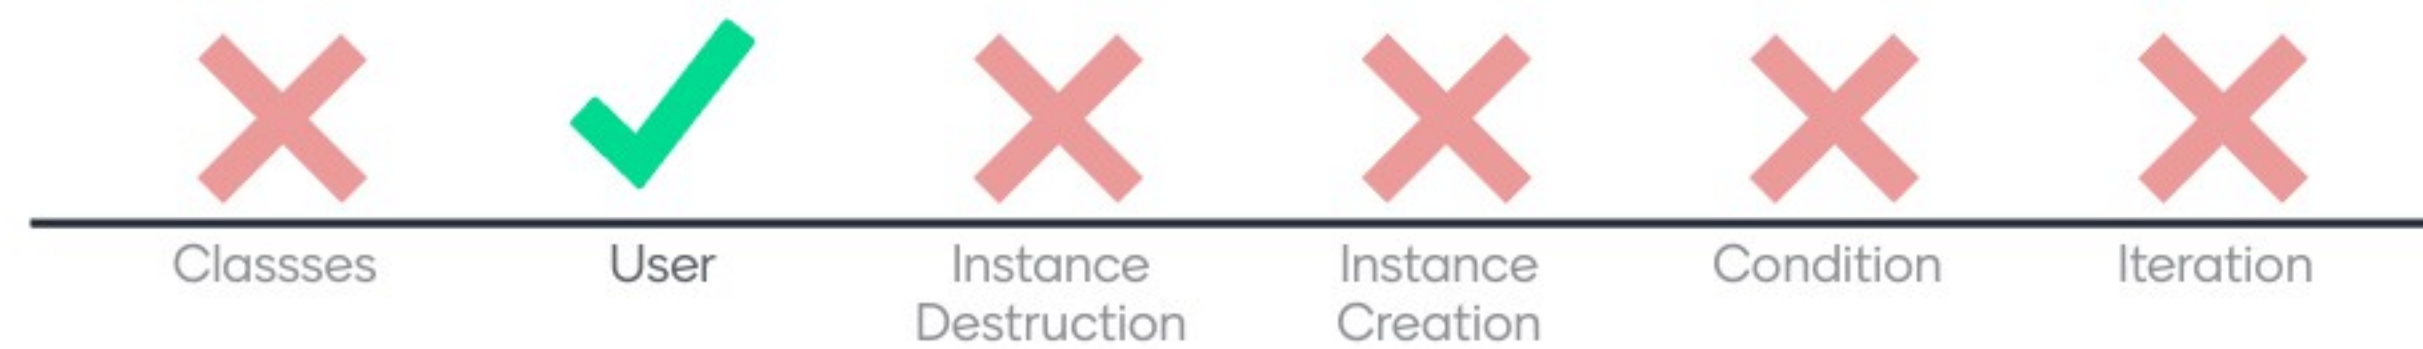 Classses
User
Instance
Destruction
Instance
Creation
Condition
Iteration